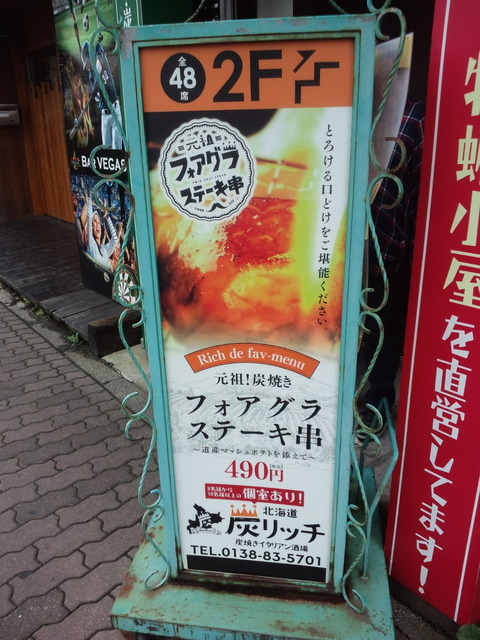 全48席
2F
元祖
フォアグラ
ステーキ串
とろける口どけをご堪能ください。
Rich de fav-menu
元祖!炭焼き
フォアグラ
ステーキ串
~道産マッシュポテトを添えて~
490円
個室あり!
北海道
炭リッチ
炭焼きイタリアン酒場
TEL.0138-83-5701
BAR VEGAS
小屋を直営してます!